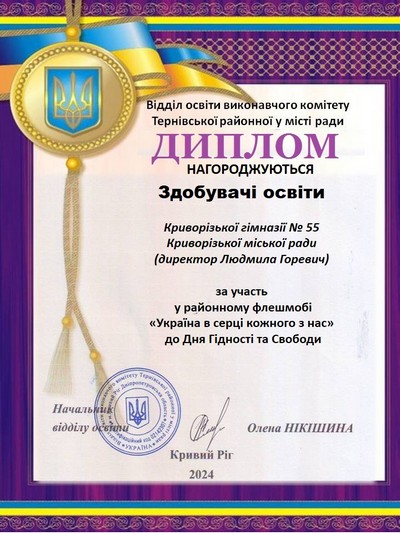 Відділ освіти виконавчого комітету
Тернівської районної у місті ради
ДИПЛОМ
НАГОРОДЖУЮТЬСЯ
Здобувачі освіти
Криворізької гімназії № 55
Криворізької міської ради
(директор Людмила Горевич)
за участь
у районному флешмобі
«Україна в серці кожного з нас»
до Дня Гідності та Свободи
Начальник
відділу освіти
Олена НІКІШИНА
Кривий Ріг
2024